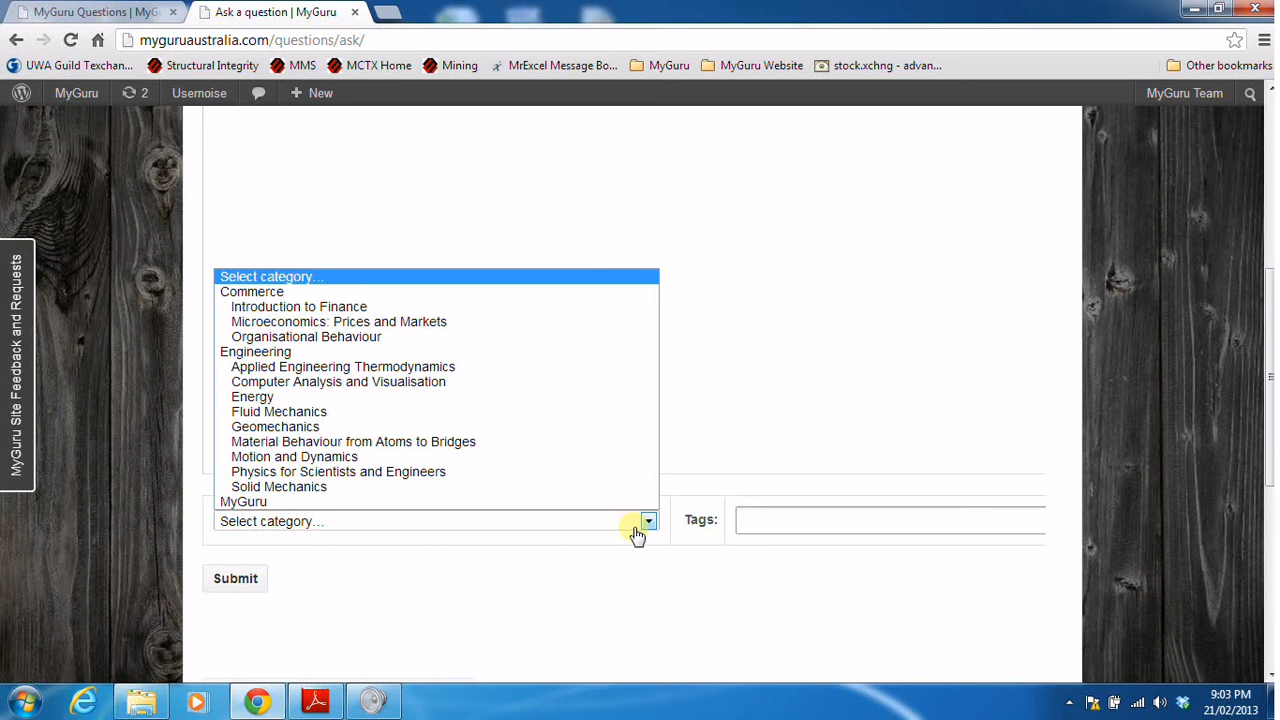 MyGuru Questions | MyG
Ask a question | MyGuru
myguruaustralia.com/questions/ask/
UWA Guild Texchan...
Structural Integrity
MMS
MCTX Home
Mining
MrExcel Message Bo...
MyGuru
MyGuru Website
stock.xchng - advan...
Other bookmarks
MyGuru
2
Usernoise
New
MyGuru Team
MyGuru Site Feedback and Requests
Select category...
Commerce
Introduction to Finance
Microeconomics: Prices and Markets
Organisational Behaviour
Engineering
Applied Engineering Thermodynamics
Computer Analysis and Visualisation
Energy
Fluid Mechanics
Geomechanics
Material Behaviour from Atoms to Bridges
Motion and Dynamics
Physics for Scientists and Engineers
Solid Mechanics
MyGuru
Select category...
Tags:
Submit
9:03 PM
21/02/2013